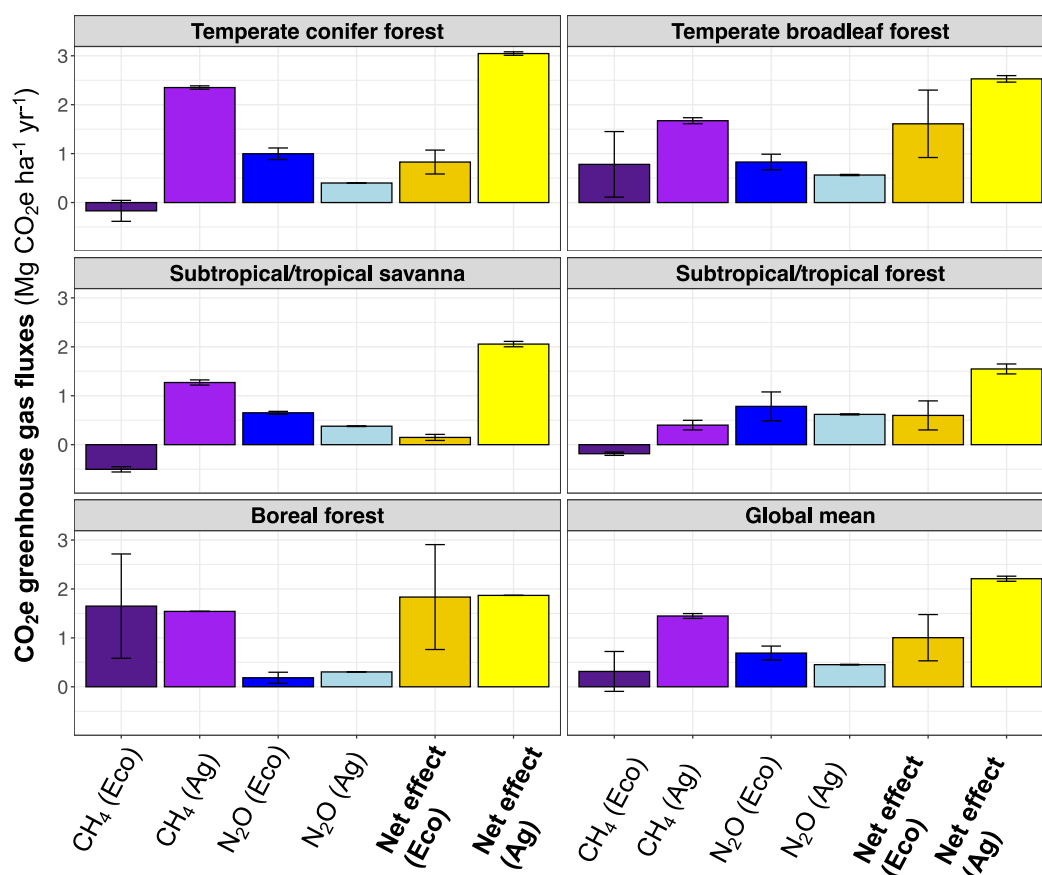 CO₂e greenhouse gas fluxes (Mg CO₂e ha⁻¹ yr⁻¹)
Temperate conifer forest
Temperate broadleaf forest
3
2
1
0
Subtropical/tropical savanna
Subtropical/tropical forest
3
2
1
0
Boreal forest
Global mean
3
2
1
0
CH₄ (Eco)
CH₄ (Ag)
N₂O (Eco)
N₂O (Ag)
Net effect
(Eco)
Net effect
(Ag)
CH₄ (Eco)
CH₄ (Ag)
N₂O (Eco)
N₂O (Ag)
Net effect
(Eco)
Net effect
(Ag)